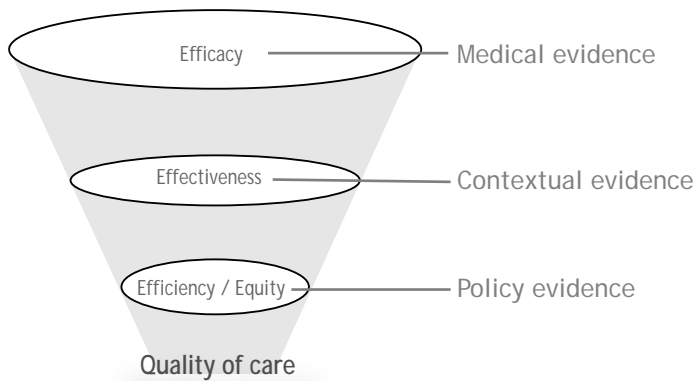 Efficacy
Medical evidence
Effectiveness
Contextual evidence
Efficiency / Equity
Policy evidence
Quality of care